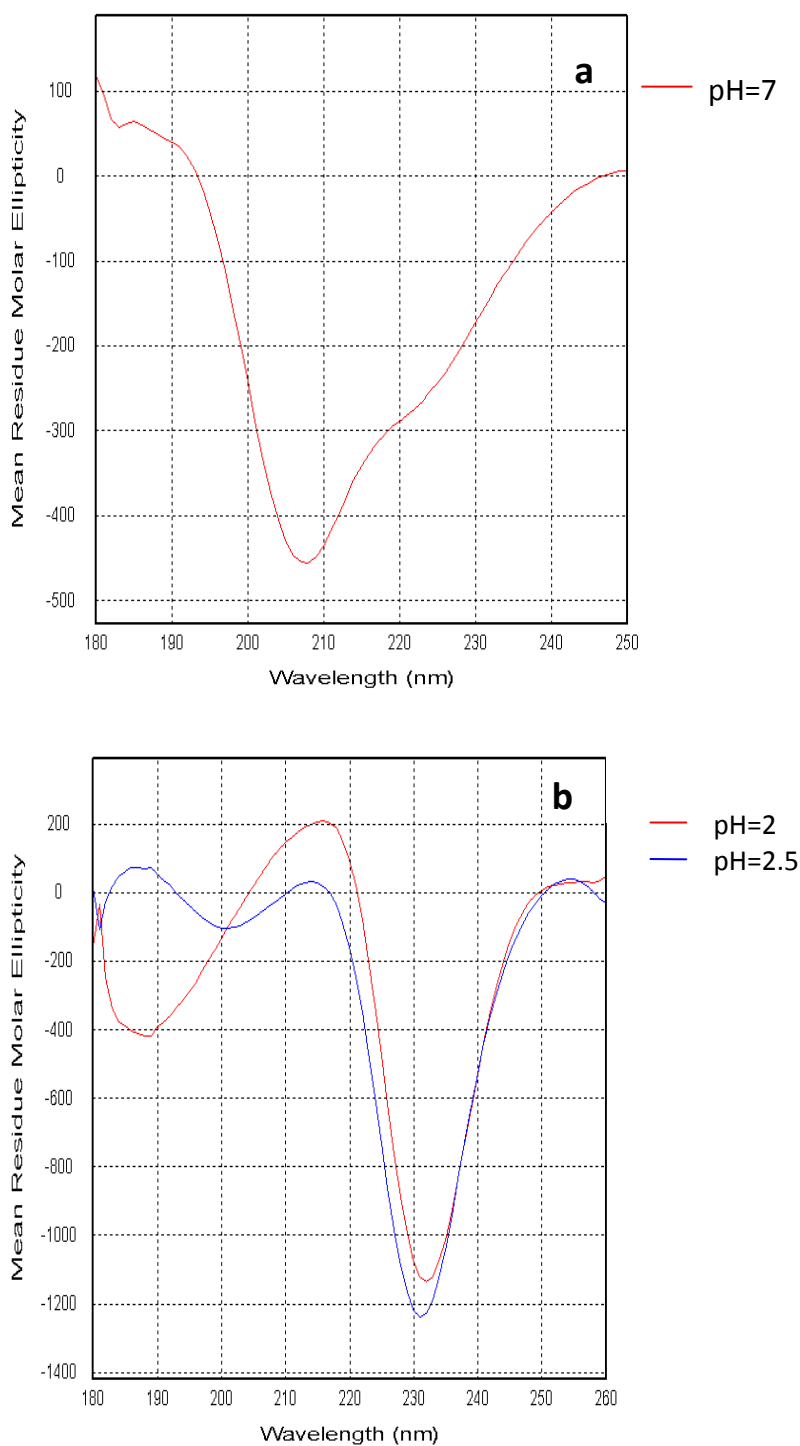 a
pH=7
Mean Residue Molar Ellipticity
100
0
-100
-200
-300
-400
-500
180 190 200 210 220 230 240 250
Wavelength (nm)
b
pH=2
pH=2.5
Mean Residue Molar Ellipticity
200
0
-200
-400
-600
-800
-1000
-1200
-1400
180 190 200 210 220 230 240 250 260
Wavelength (nm)